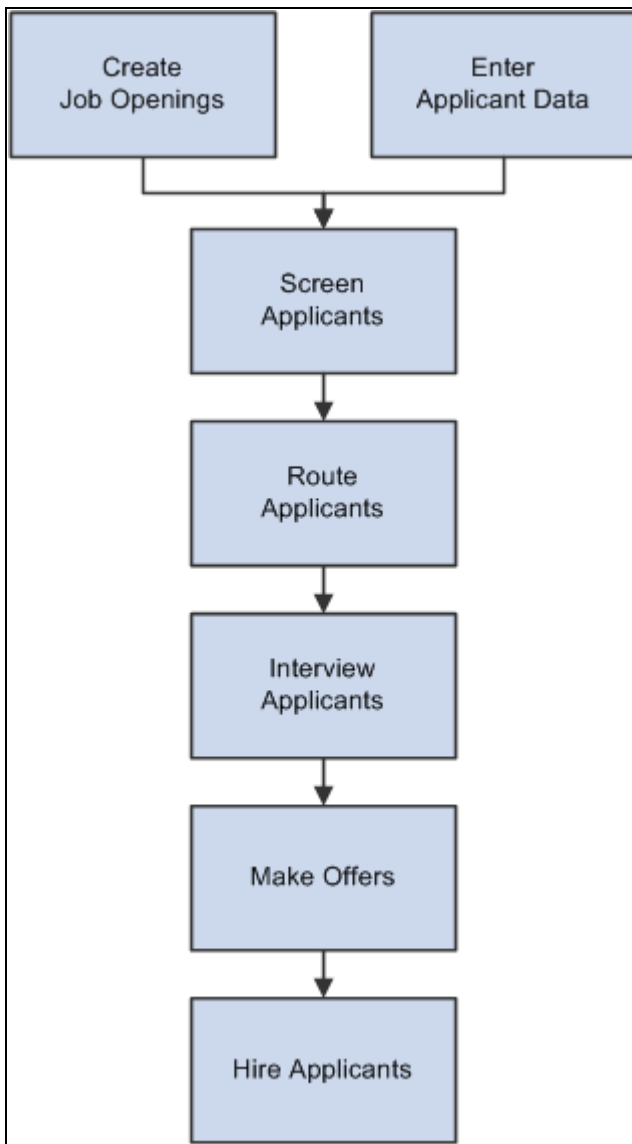 Create
Job Openings
Enter
Applicant Data
Screen
Applicants
Route
Applicants
Interview
Applicants
Make Offers
Hire Applicants